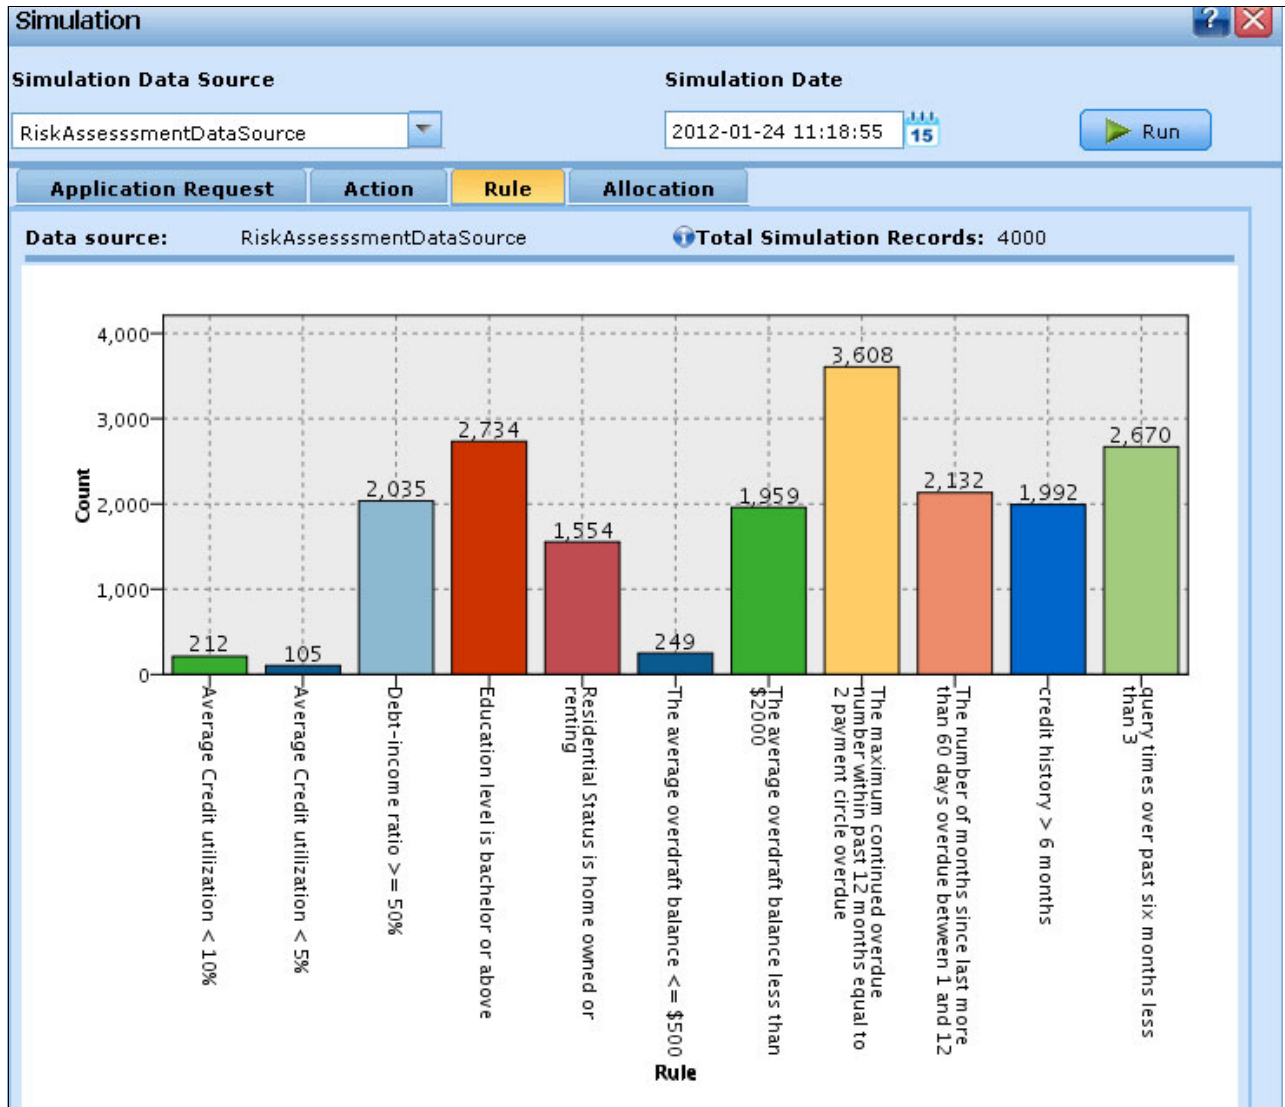 Simulation
?
Simulation Data Source
Simulation Date
RiskAssesssmentDataSource
2012-01-24 11:18:55
15
Run
Application Request
Action
Rule
Allocation
Data source:
RiskAssesssmentDataSource
Total Simulation Records: 4000
Count
4,000
3,000
2,000
1,000
0
212
105
2,035
2,734
1,554
249
1,959
3,608
2,132
1,992
2,670
Average Credit utilization < 10%
Average Credit utilization < 5%
Debt-income ratio >= 50%
Education level is bachelor or above
Residential Status is home owned or
renting
The average overdraft balance <= $500
The average overdraft balance less than
$2000
The maximum continued overdue
number within past 12 months equal to
2 payment circle overdue
The number of months since last more
than 60 days overdue between 1 and 12
credit history > 6 months
query times over past six months less
than 3
Rule